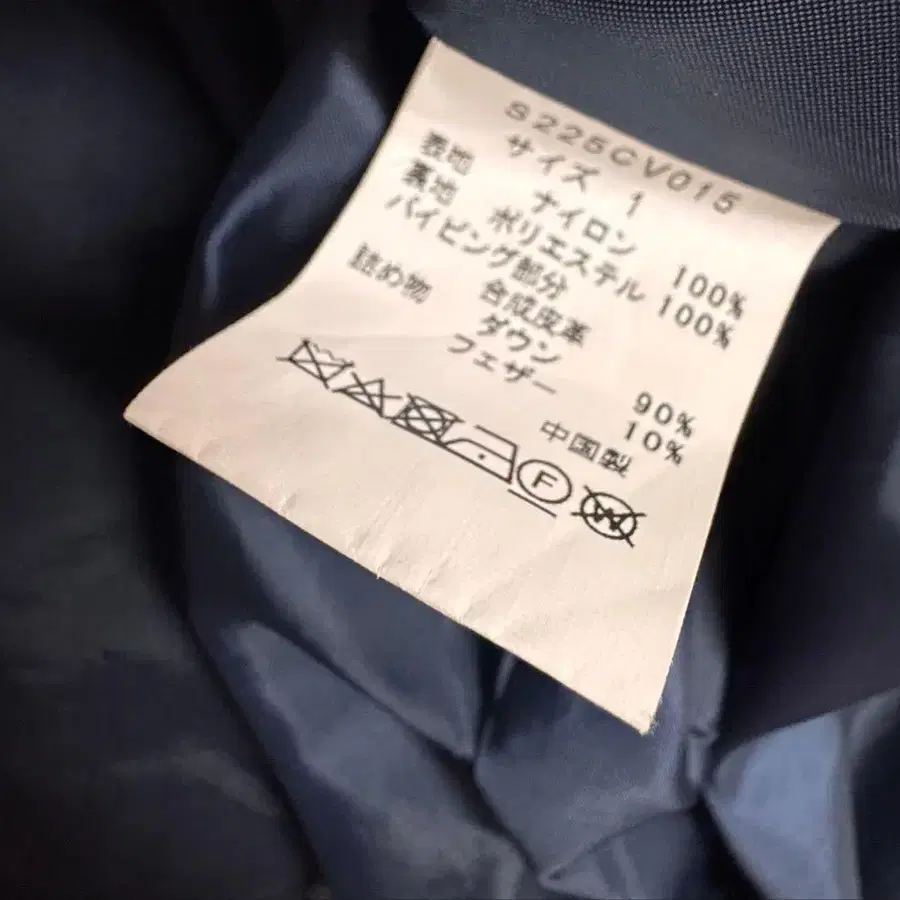 S225CV015
サイズ 1
表地 ナイロン 100%
裏地 ポリエステル 100%
パイピング部分
合成皮革
詰め物 ダウン 90%
フェザー 10%
中国製
F
W